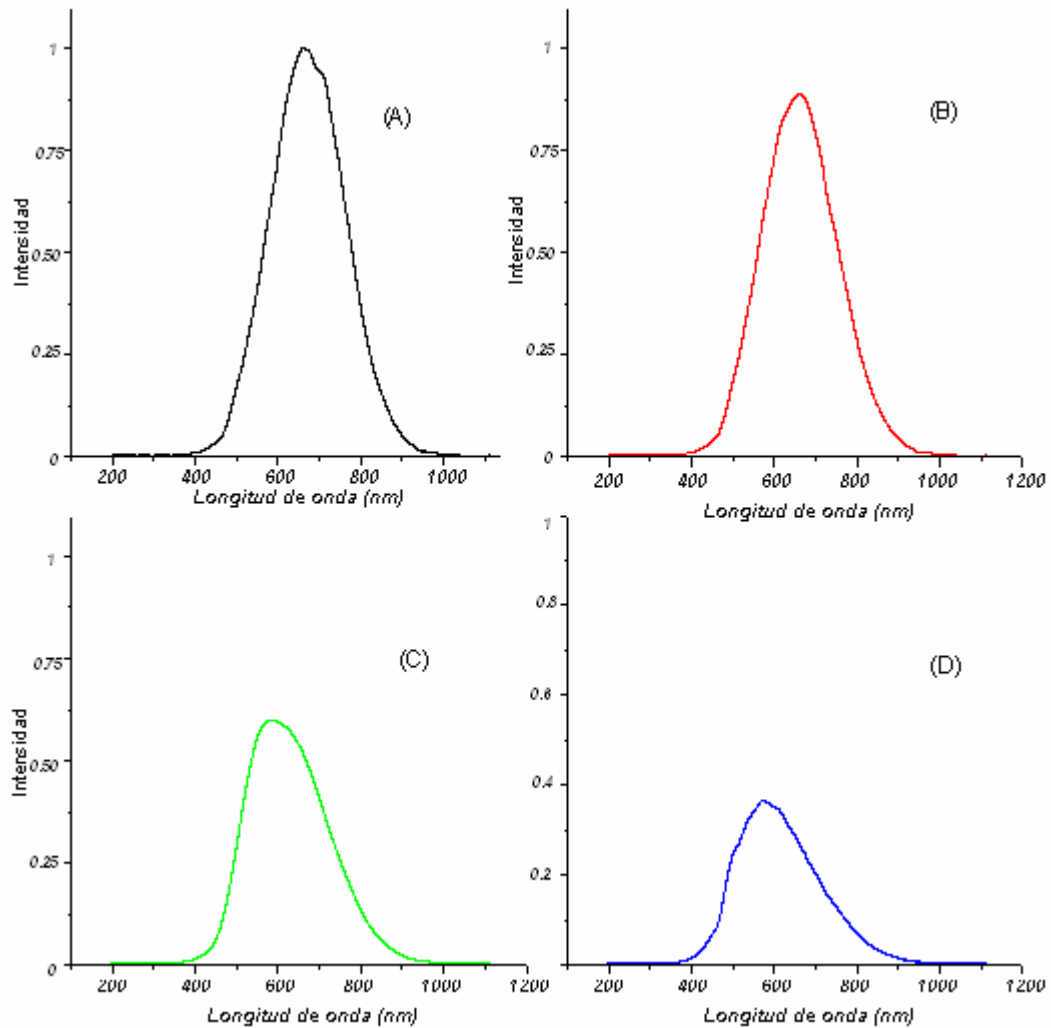 1
0.75
0.50
0.25
0
Intensidad
(A)
200 400 600 800 1000
Longitud de onda (nm)
1
0.75
0.50
0.25
0
Intensidad
(B)
200 400 600 800 1000 1200
Longitud de onda (nm)
1
0.75
0.50
0.25
0
Intensidad
(C)
200 400 600 800 1000 1200
Longitud de onda (nm)
1
0.8
0.6
0.4
0.2
(D)
200 400 600 800 1000 1200
Longitud de onda (nm)